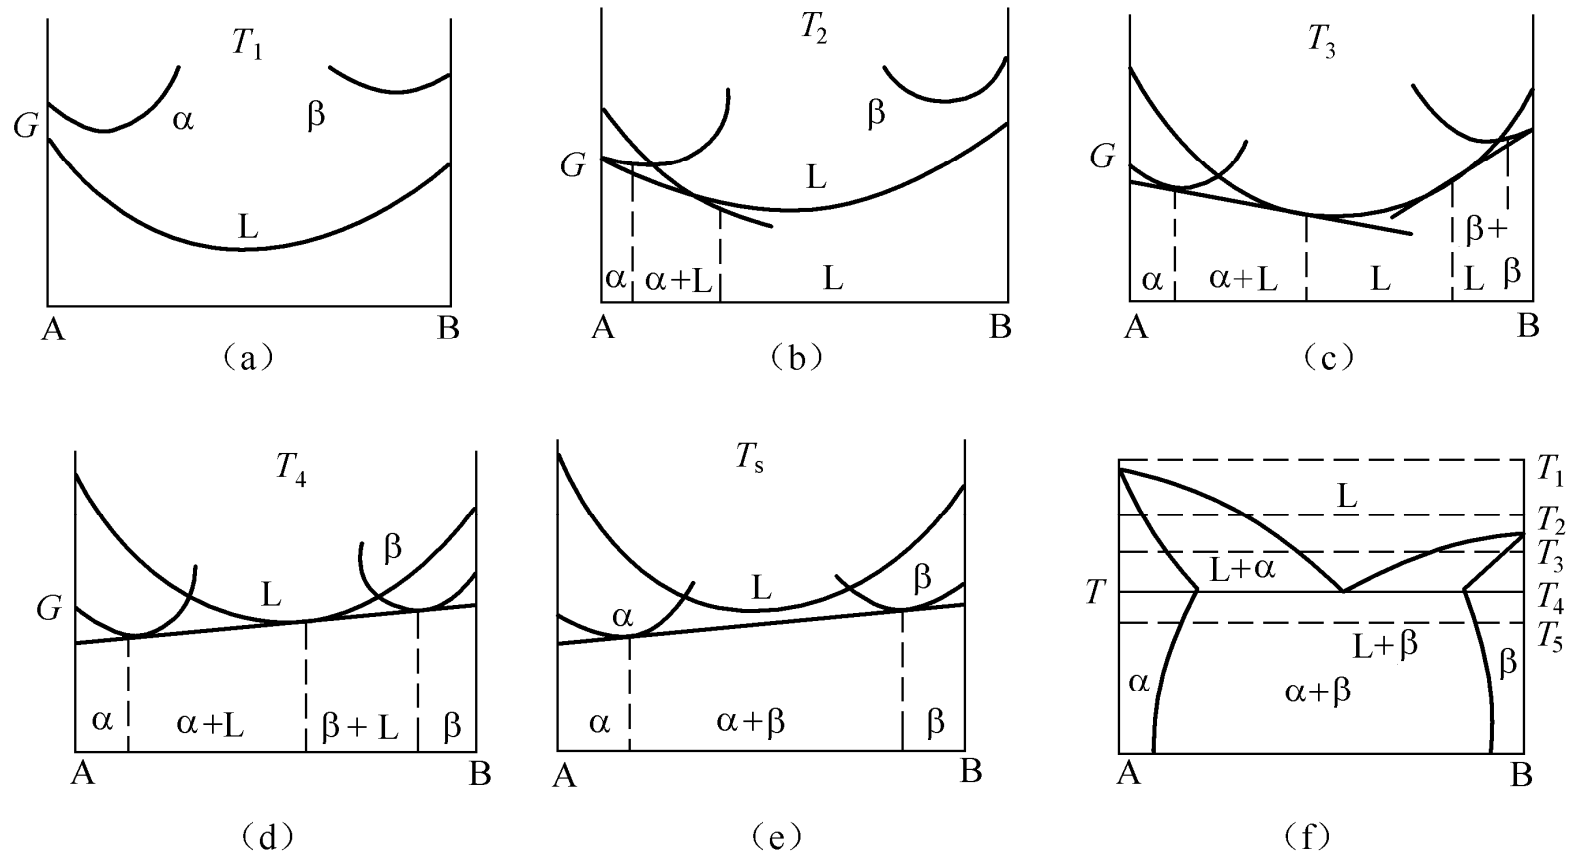 T1
G
α
β
L
A
B
（a）
T2
G
β
L
α
α+L
L
A
B
（b）
T3
G
β+
α
α+L
L
L
β
A
B
（c）
T4
β
G
L
α
α+L
β+ L
β
A
B
（d）
Ts
L
β
α
α
α+β
β
A
B
（e）
T1
L
T2
T3
L+α
T
T4
T5
L+β
β
α
α+β
A
B
（f）